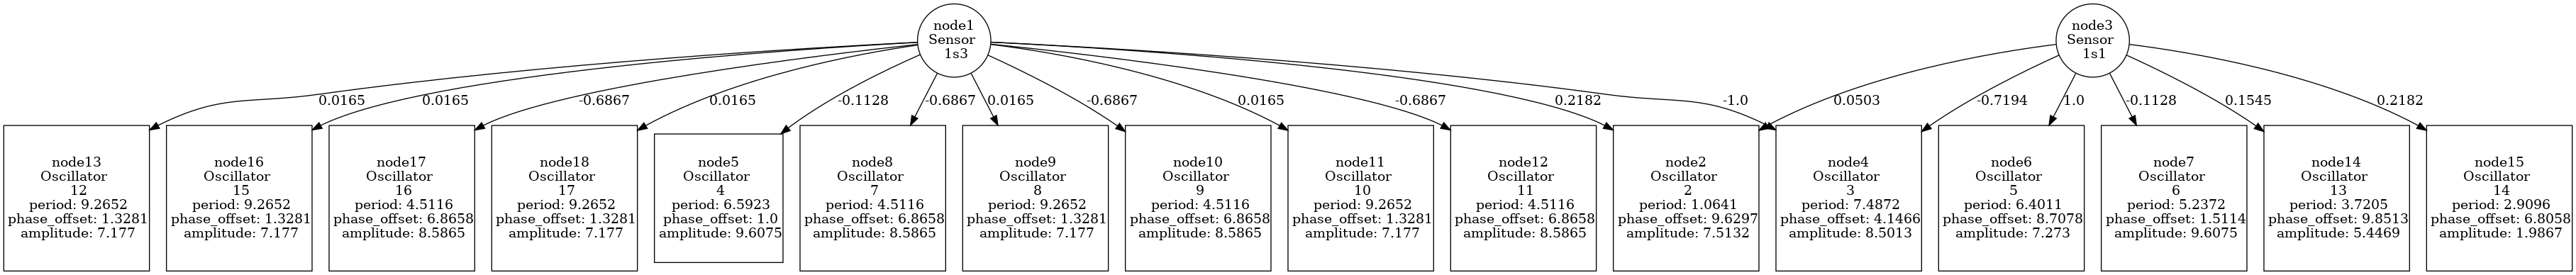 node1
Sensor
1s3
node3
Sensor
1s1
0.0165
0.0165
-0.6867
0.0165
-0.1128
-0.6867
0.0165
-0.6867
0.0165
-0.6867
0.2182
-1.0
0.0503
-0.7194
1.0
-0.1128
0.1545
0.2182
node13
Oscillator
12
period: 9.2652
phase_offset: 1.3281
amplitude: 7.177
node16
Oscillator
15
period: 9.2652
phase_offset: 1.3281
amplitude: 7.177
node17
Oscillator
16
period: 4.5116
phase_offset: 6.8658
amplitude: 8.5865
node18
Oscillator
17
period: 9.2652
phase_offset: 1.3281
amplitude: 7.177
node5
Oscillator
4
period: 6.5923
phase_offset: 1.0
amplitude: 9.6075
node8
Oscillator
7
period: 4.5116
phase_offset: 6.8658
amplitude: 8.5865
node9
Oscillator
8
period: 9.2652
phase_offset: 1.3281
amplitude: 7.177
node10
Oscillator
9
period: 4.5116
phase_offset: 6.8658
amplitude: 8.5865
node11
Oscillator
10
period: 9.2652
phase_offset: 1.3281
amplitude: 7.177
node12
Oscillator
11
period: 4.5116
phase_offset: 6.8658
amplitude: 8.5865
node2
Oscillator
2
period: 1.0641
phase_offset: 9.6297
amplitude: 7.5132
node4
Oscillator
3
period: 7.4872
phase_offset: 4.1466
amplitude: 8.5013
node6
Oscillator
5
period: 6.4011
phase_offset: 8.7078
amplitude: 7.273
node7
Oscillator
6
period: 5.2372
phase_offset: 1.5114
amplitude: 9.6075
node14
Oscillator
13
period: 3.7205
phase_offset: 9.8513
amplitude: 5.4469
node15
Oscillator
14
period: 2.9096
phase_offset: 6.8058
amplitude: 1.9867